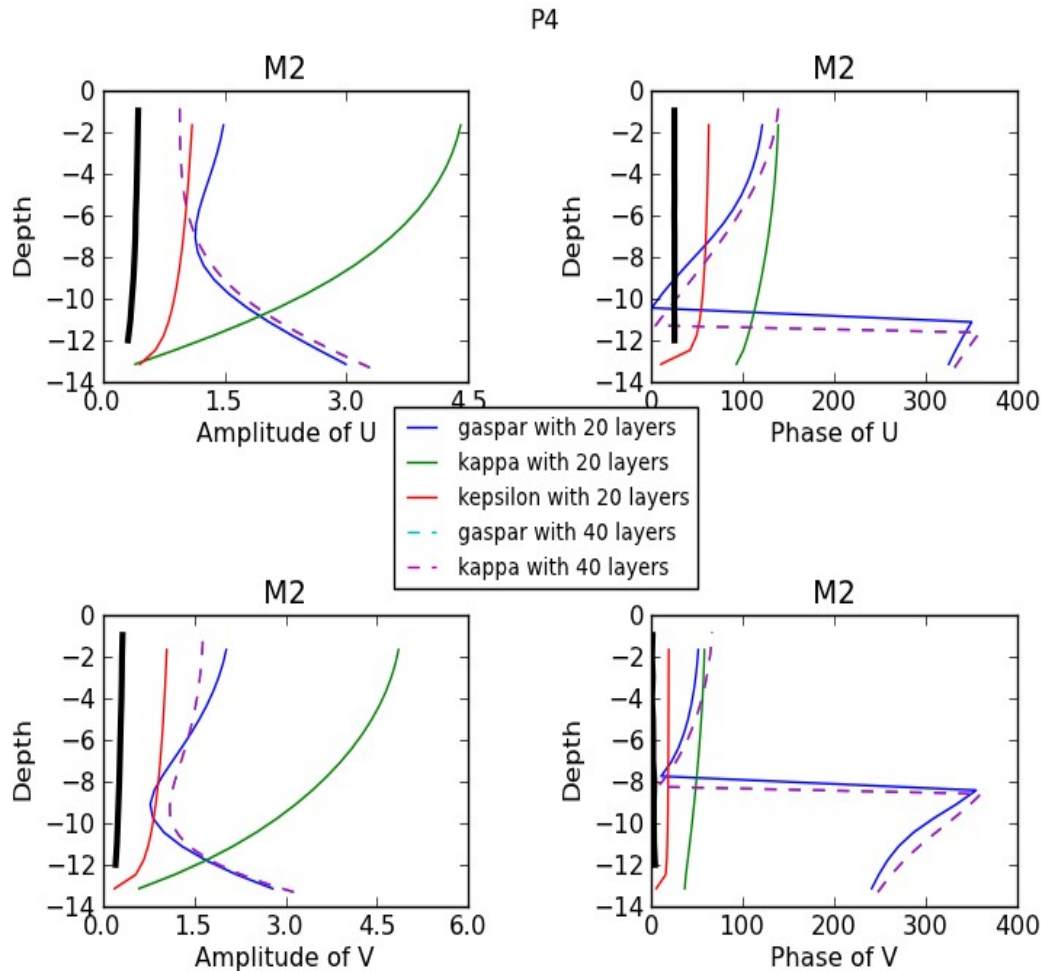 P4
M2
M2
0
−2
−4
−6
−8
−10
−12
−14
Depth
0.0 1.5 3.0 4.5
Amplitude of U
0
−2
−4
−6
−8
−10
−12
−14
Depth
0 100 200 300 400
Phase of U
gaspar with 20 layers
kappa with 20 layers
kepsilon with 20 layers
gaspar with 40 layers
kappa with 40 layers
M2
M2
0
−2
−4
−6
−8
−10
−12
−14
Depth
0.0 1.5 3.0 4.5 6.0
Amplitude of V
0
−2
−4
−6
−8
−10
−12
−14
Depth
0 100 200 300 400
Phase of V